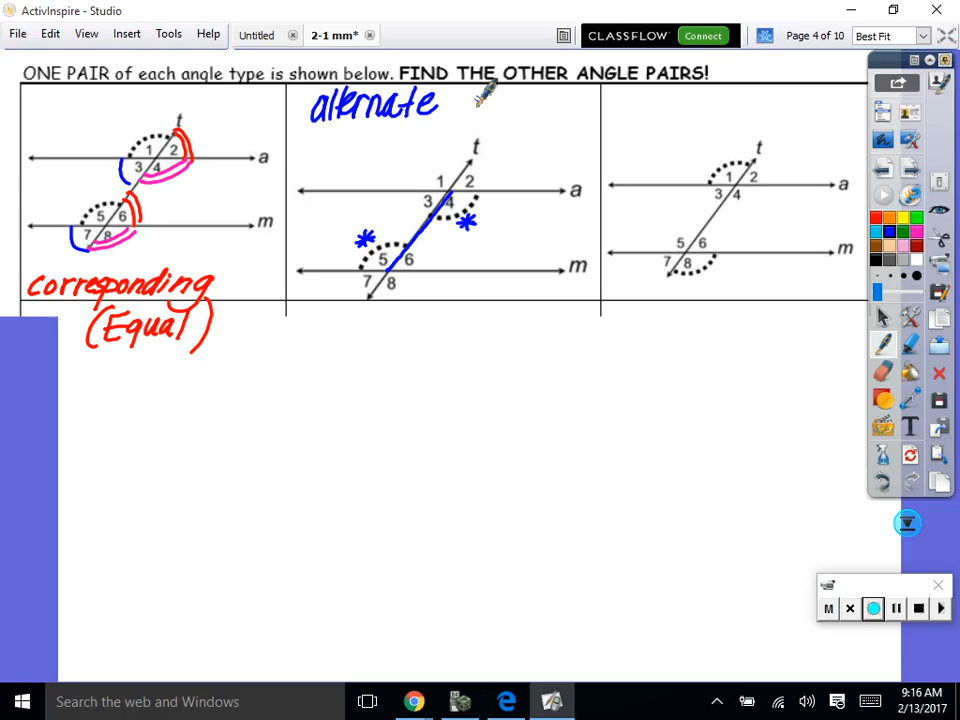 ActivInspire - Studio
File Edit View Insert Tools Help Untitled 2-1 mm* CLASSFLOW Connect Page 4 of 10 Best Fit
ONE PAIR of each angle type is shown below. FIND THE OTHER ANGLE PAIRS!
alternate
t
1 2 a
3 4
5 6 m
7 8
corresponding
(Equal)
t
1 2 a
3 4
5 6
m
7 8
t
1 2 a
3 4
5 6 m
7 8
T
M
Search the web and Windows
9:16 AM
2/13/2017